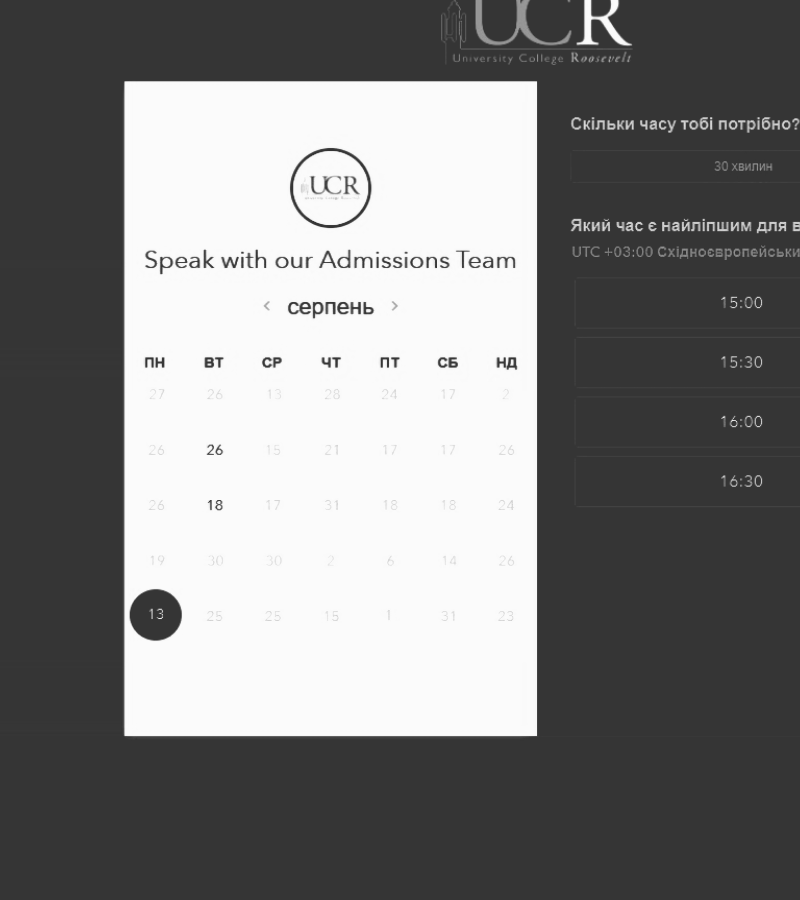 UCR
University College Roosevelt
UCR
Speak with our Admissions Team
< серпень >
ПН ВТ СР ЧТ ПТ СБ НД
27 26 13 28 24 17 2
26 26 15 21 17 17 26
26 18 17 31 18 18 24
19 30 30 2 6 14 26
13 25 25 15 1 31 23
Скільки часу тобі потрібно?
30 хвилин
Який час є найліпшим для в
UTC +03:00 Східноєвропейськи
15:00
15:30
16:00
16:30